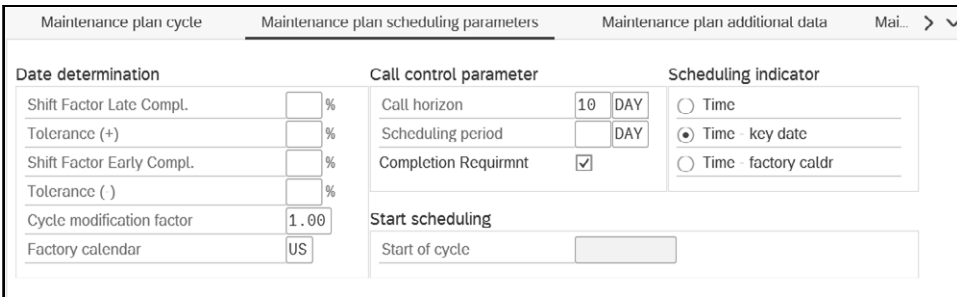 Maintenance plan cycle Maintenance plan scheduling parameters Maintenance plan additional data Mai...
Date determination Call control parameter Scheduling indicator
Shift Factor Late Compl. % Call horizon 10 DAY Time
Tolerance (+) % Scheduling period DAY Time - key date
Shift Factor Early Compl. % Completion Requirmnt Time - factory caldr
Tolerance (-) %
Cycle modification factor 1.00 Start scheduling
Factory calendar US Start of cycle